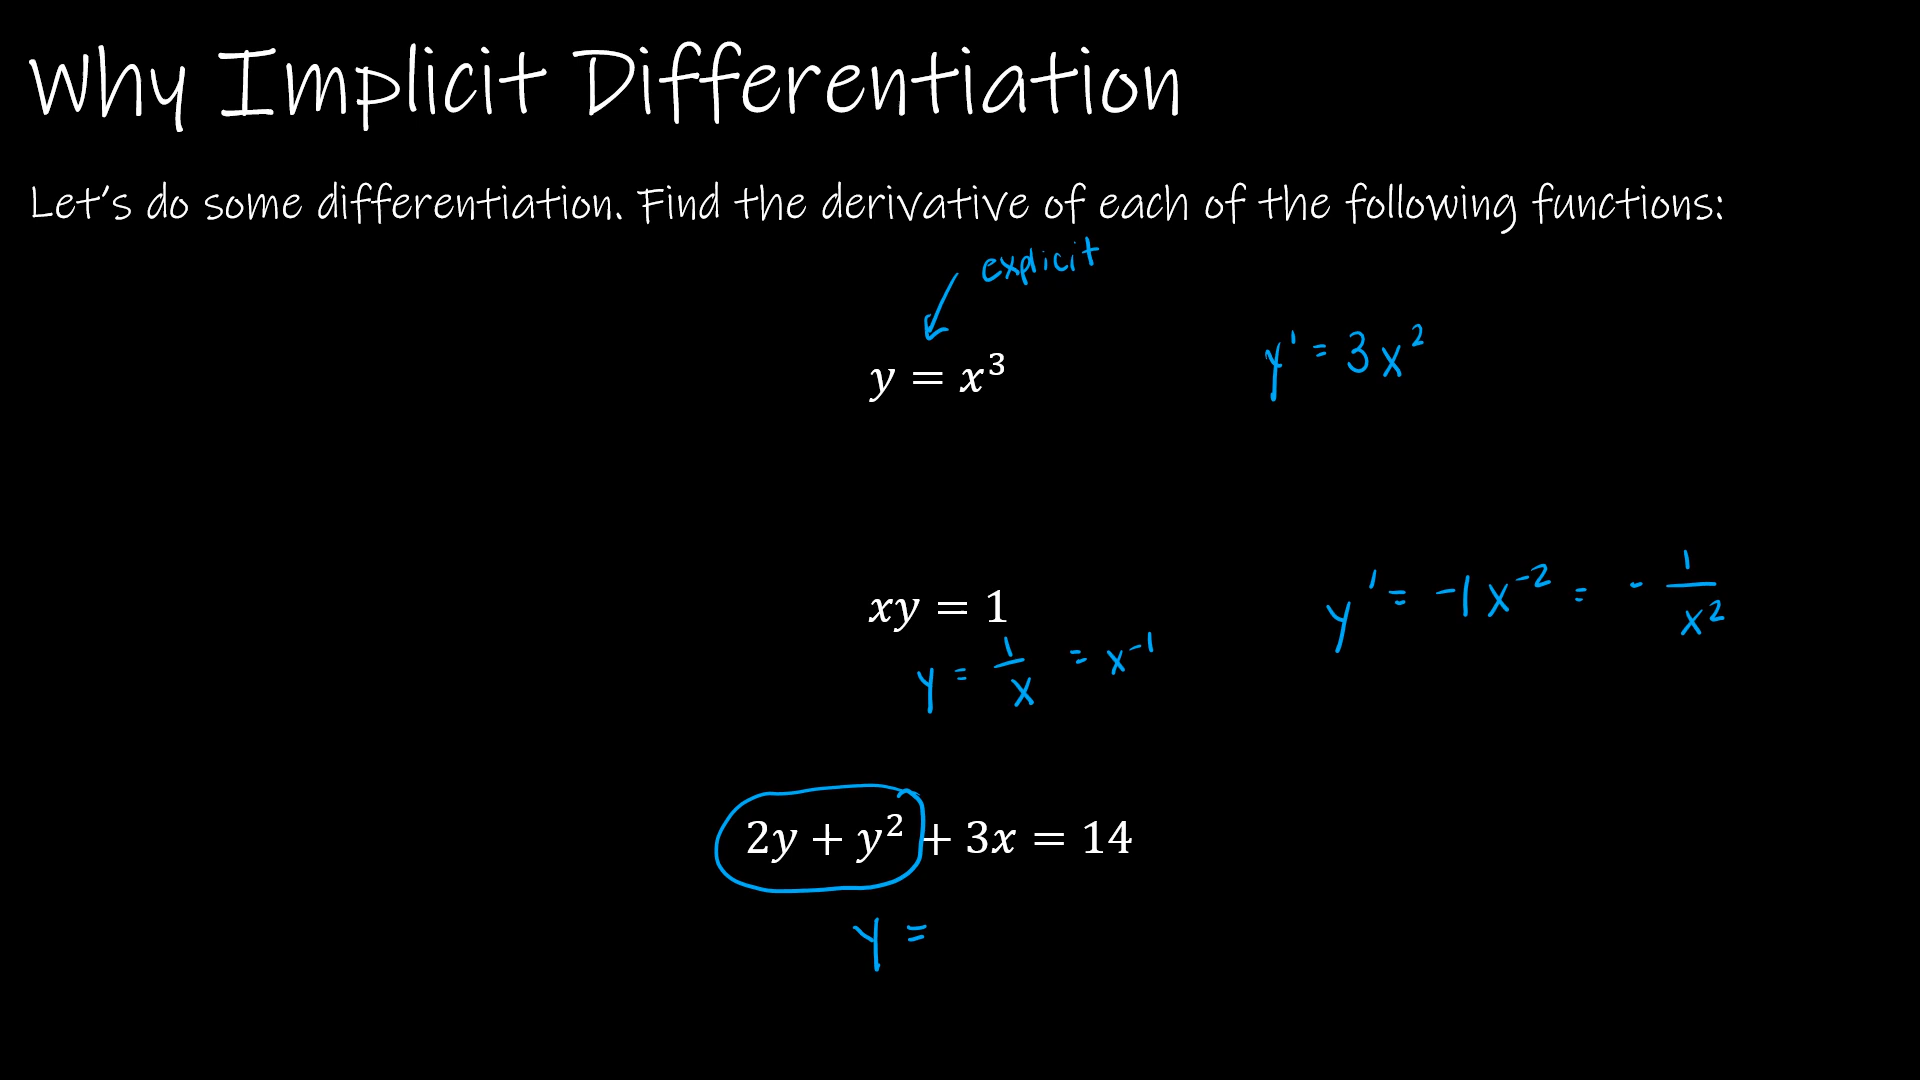 Why Implicit Differentiation
Let's do some differentiation. Find the derivative of each of the following functions:
explicit
y = x³
y' = 3x²
xy = 1
y' = -1x⁻² = - 1/x²
y = 1/x = x⁻¹
2y + y² + 3x = 14
y =